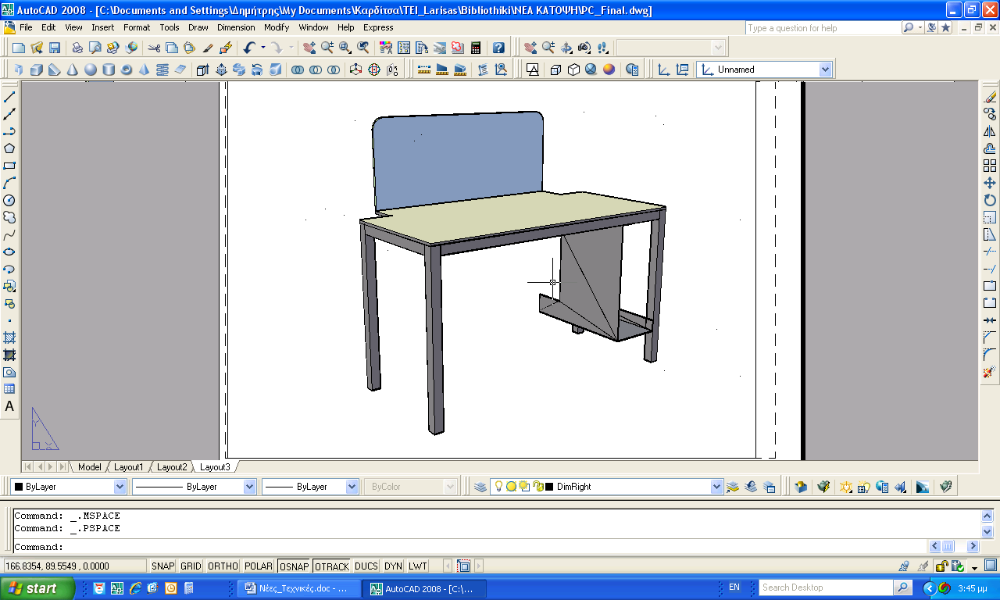 AutoCAD 2008 - [C:\Documents and Settings\Δημήτρης\My Documents\Καρδίτσα\TEI_Larisas\Bibliothiki\ΝΕΑ ΚΑΤΟΨΗ\PC_Final.dwg]
File Edit View Insert Format Tools Draw Dimension Modify Window Help Express Type a question for help
Unnamed
A
Y X
Model Layout1 Layout2 Layout3
ByLayer ByLayer ByLayer ByColor DimRight
Command: _.MSPACE
Command: _.PSPACE
Command:
166.8354, 89.5549 , 0.0000 SNAP GRID ORTHO POLAR OSNAP OTRACK DUCS DYN LWT
start Νέες_Τεχνικές.doc - ... AutoCAD 2008 - [C:\... EN Search Desktop 3:45 μμ